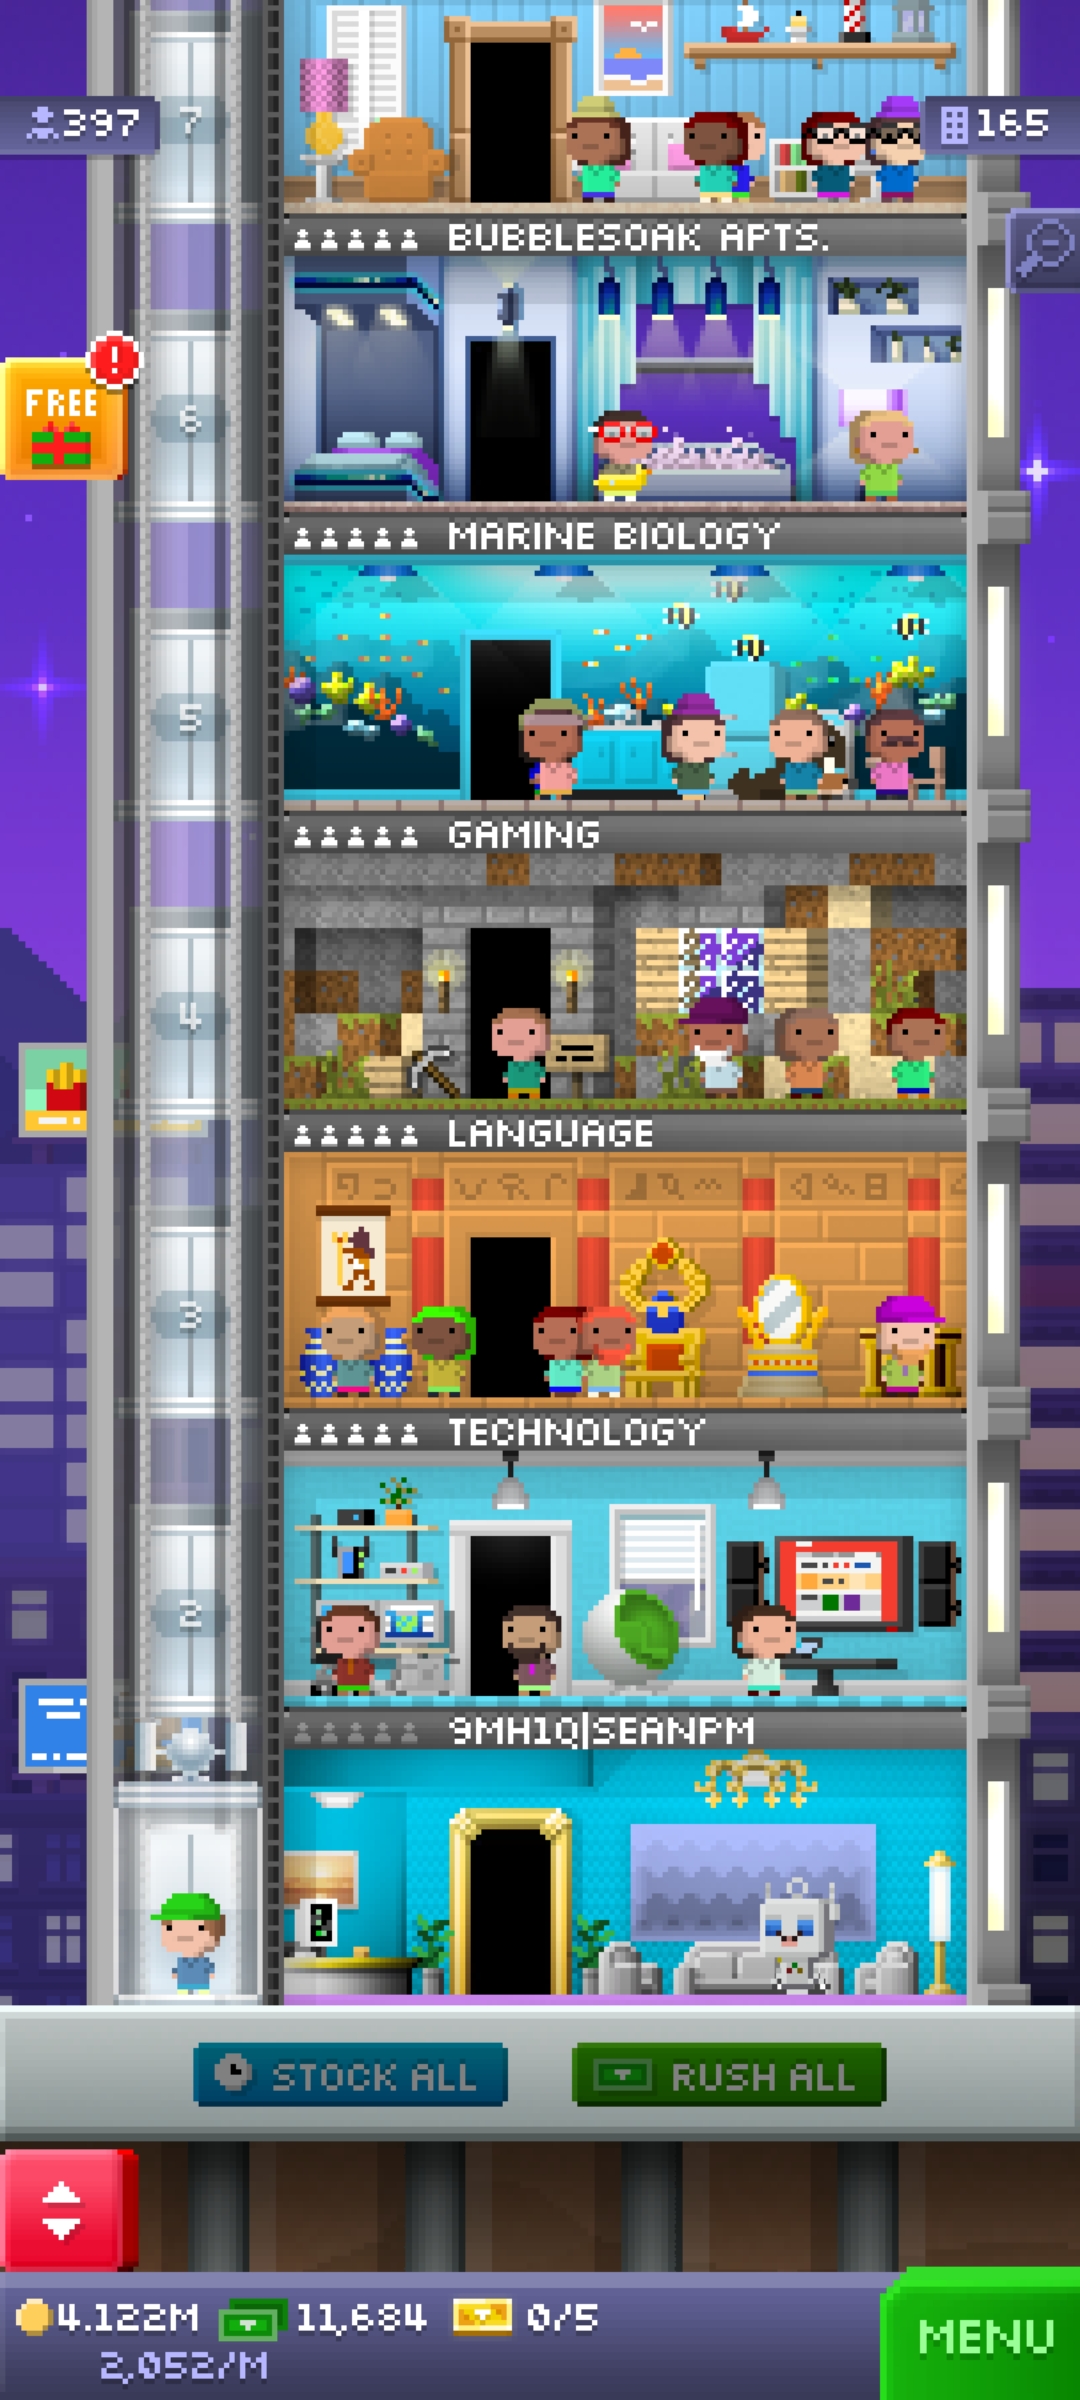 7
397
165
BUBBLESOAK APTS.
FREE
!
6
MARINE BIOLOGY
5
GAMING
4
LANGUAGE
3
TECHNOLOGY
2
9MH1Q|SEANPM
STOCK ALL
RUSH ALL
4.122M 11,684 0/5
2,052/M
MENU